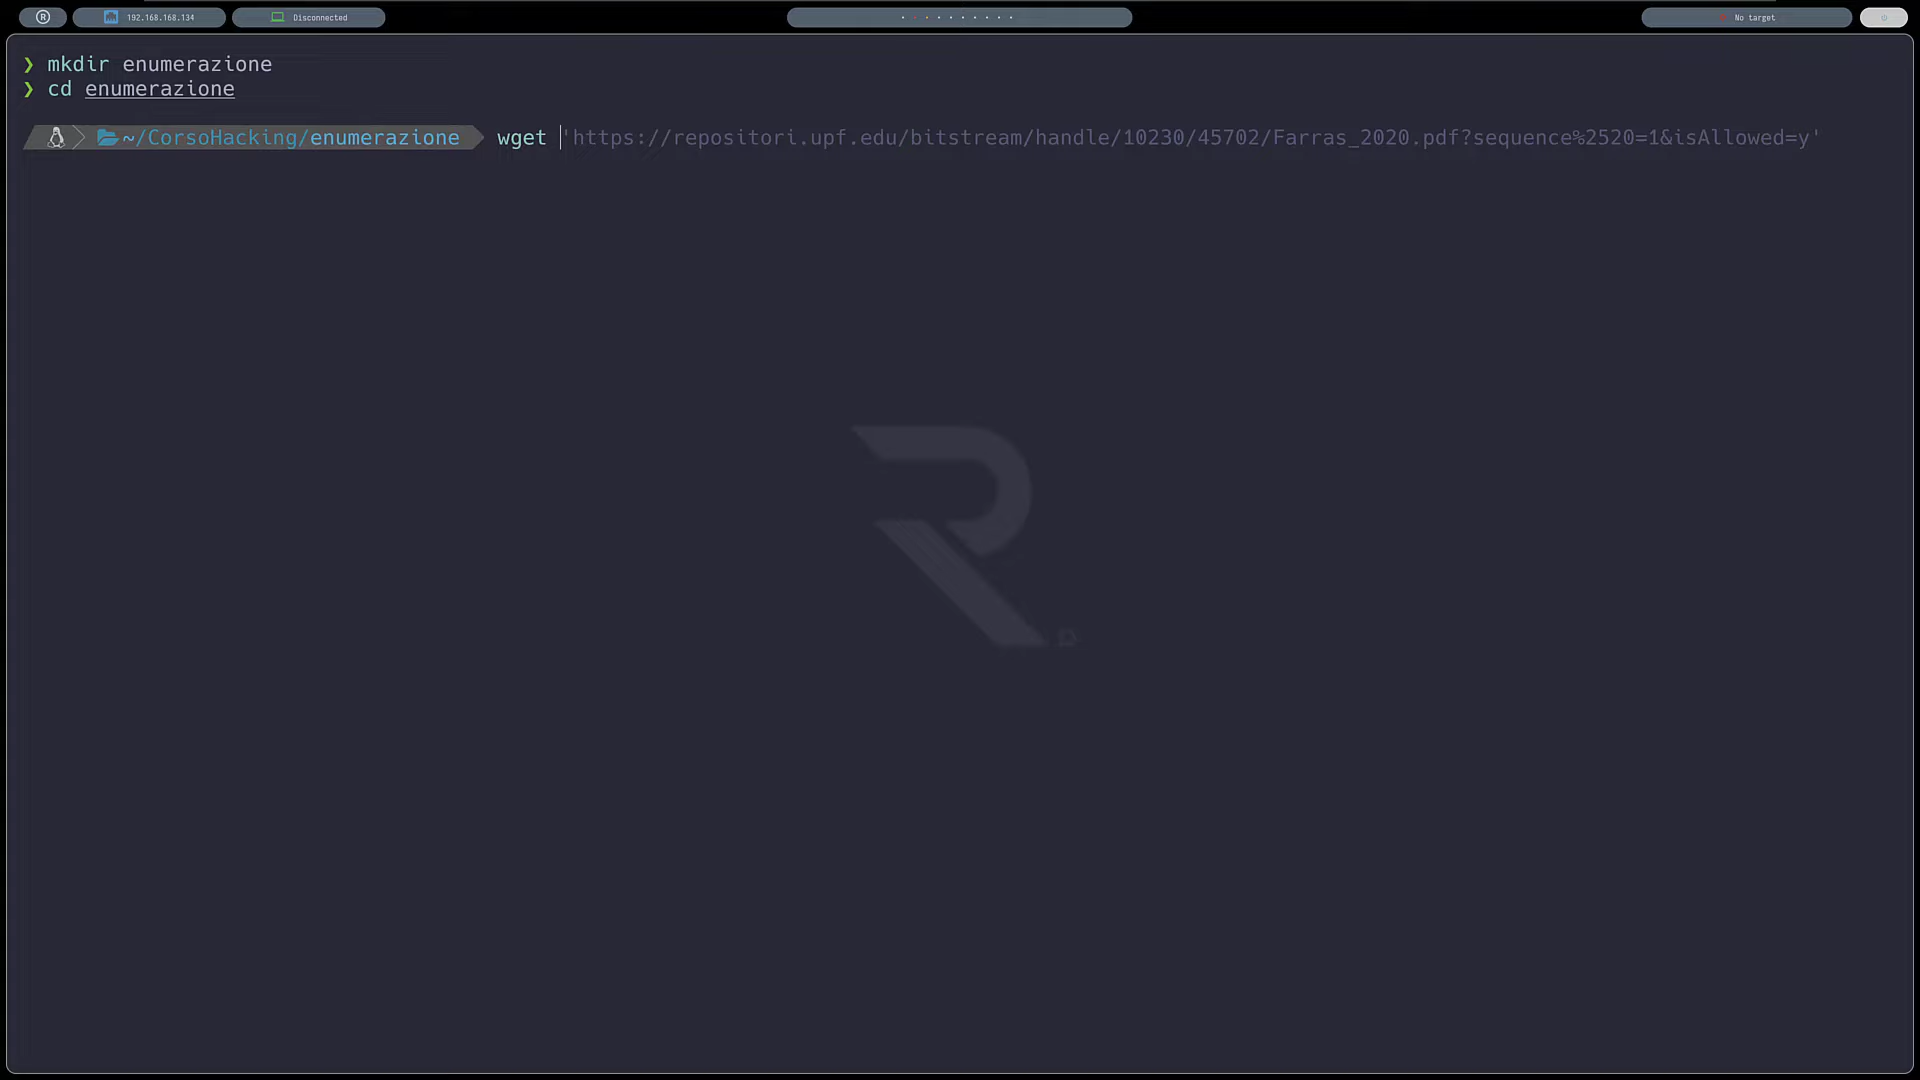 R 192.168.168.134 Disconnected No target
❯ mkdir enumerazione
❯ cd enumerazione
~/CorsoHacking/enumerazione wget 'https://repositori.upf.edu/bitstream/handle/10230/45702/Farras_2020.pdf?sequence%2520=1&isAllowed=y'